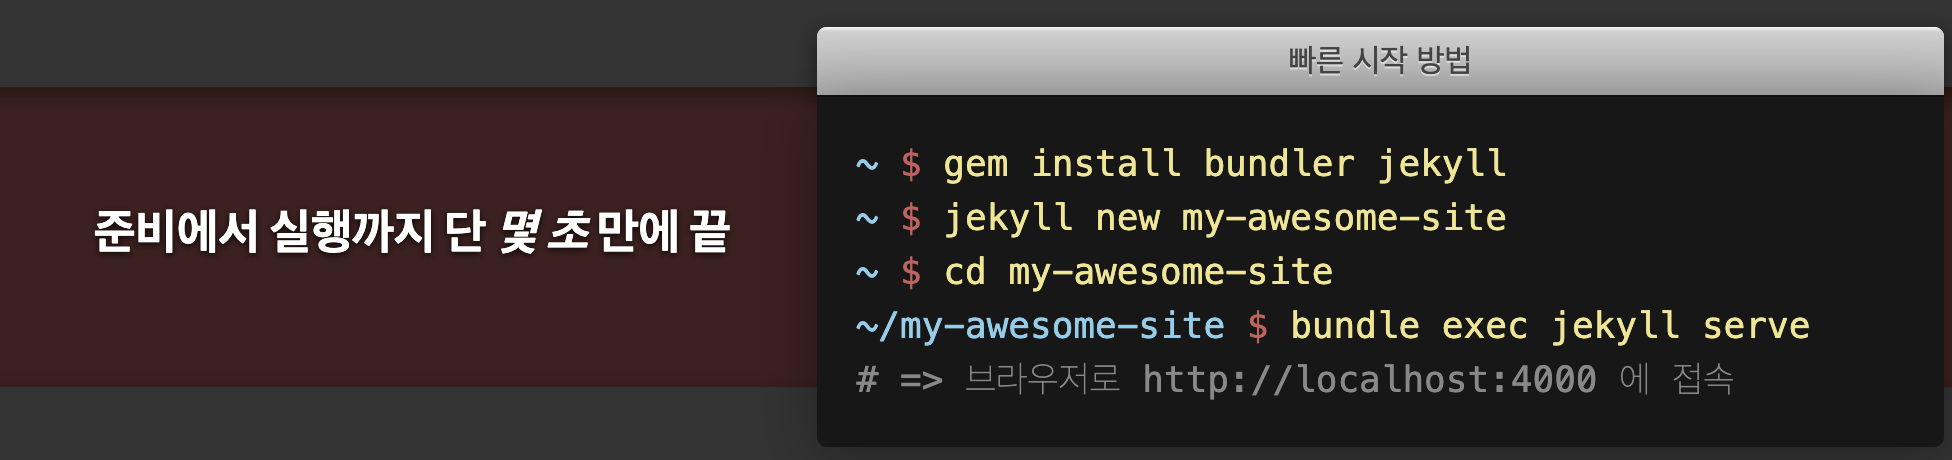 준비에서 실행까지 단 몇 초만에 끝
빠른 시작 방법
~ $ gem install bundler jekyll
~ $ jekyll new my-awesome-site
~ $ cd my-awesome-site
~/my-awesome-site $ bundle exec jekyll serve
# => 브라우저로 http://localhost:4000 에 접속